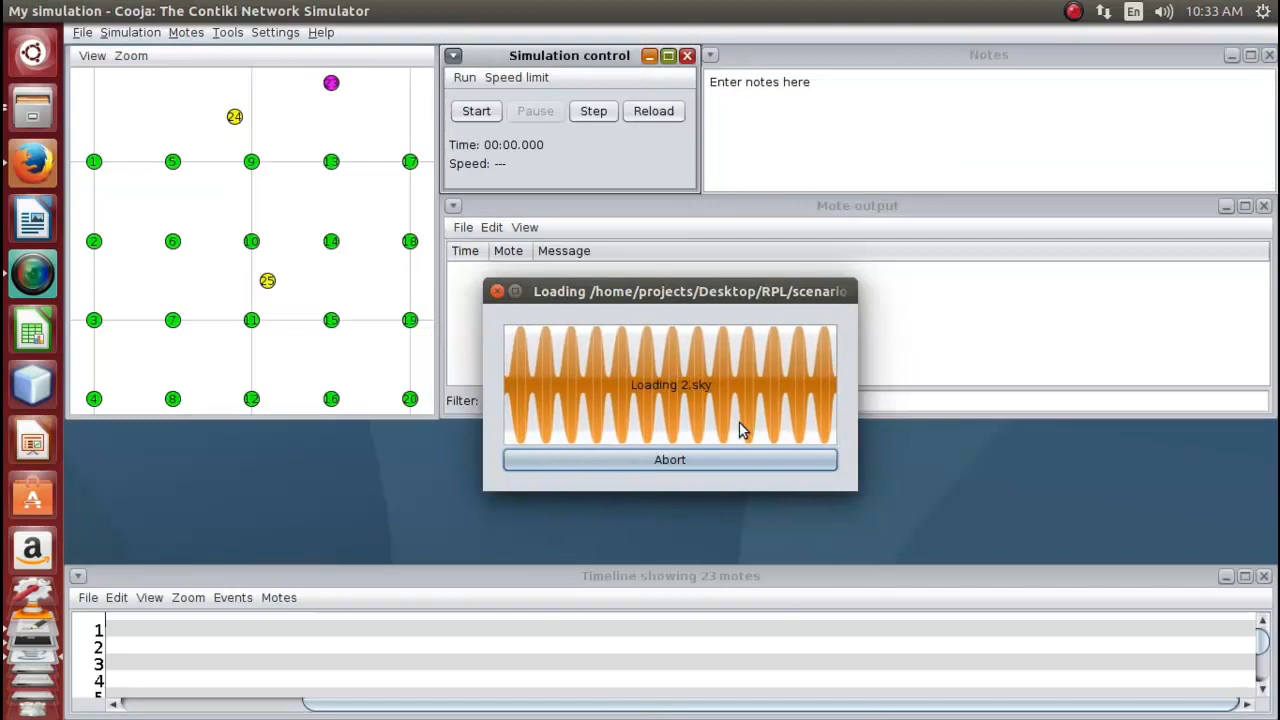 My simulation - Cooja: The Contiki Network Simulator
En
10:33 AM
File Simulation Motes Tools Settings Help
View Zoom
24
1 5 9 13 17
2 6 10 14 18
25
3 7 11 15 19
4 8 12 16 20
Simulation control
Run Speed limit
Start Pause Step Reload
Time: 00:00.000
Speed: ---
Notes
Enter notes here
Mote output
File Edit View
Time Mote Message
Filter:
Loading /home/projects/Desktop/RPL/scenario
Loading 2.sky
Abort
Timeline showing 23 motes
File Edit View Zoom Events Motes
1
2
3
4
5
a